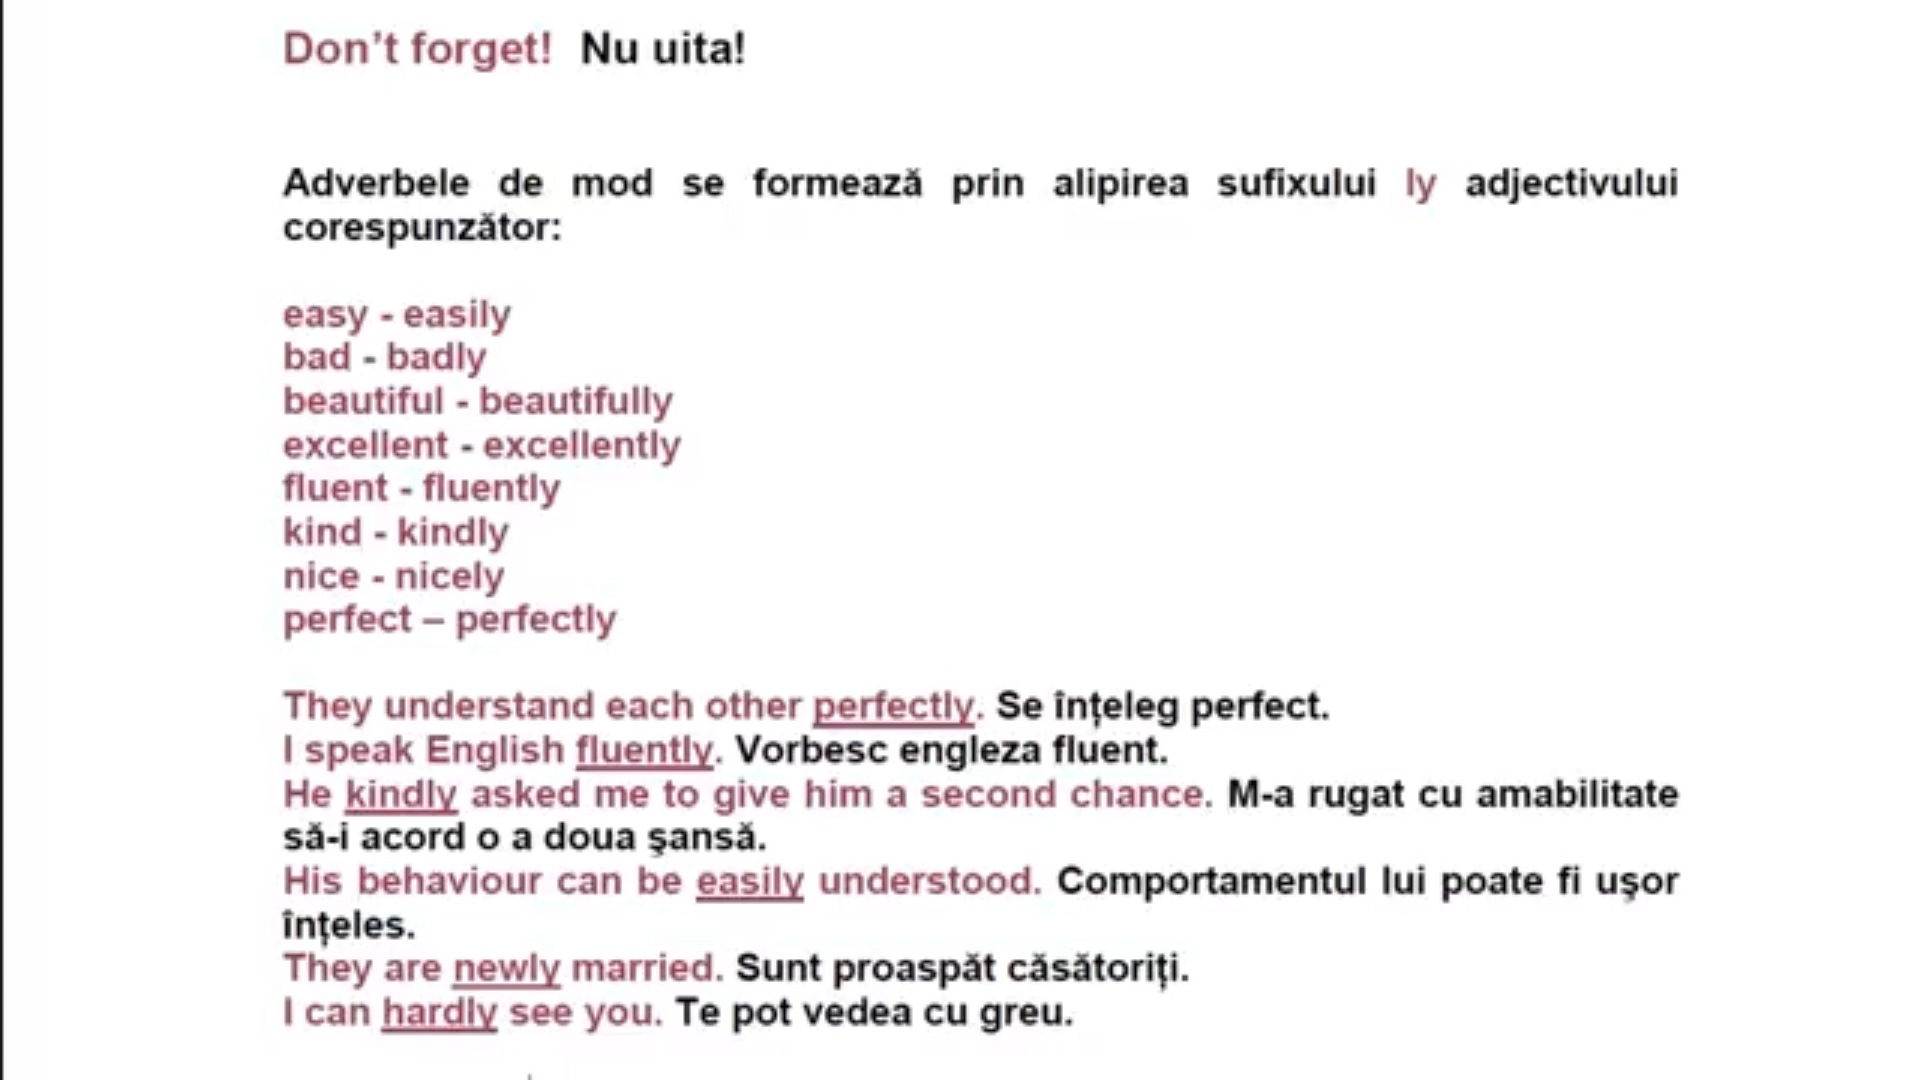 Don't forget! Nu uita!
Adverbele de mod se formează prin alipirea sufixului ly adjectivului
corespunzător:
easy - easily
bad - badly
beautiful - beautifully
excellent - excellently
fluent - fluently
kind - kindly
nice - nicely
perfect – perfectly
They understand each other perfectly. Se înțeleg perfect.
I speak English fluently. Vorbesc engleza fluent.
He kindly asked me to give him a second chance. M-a rugat cu amabilitate
să-i acord o a doua şansă.
His behaviour can be easily understood. Comportamentul lui poate fi uşor
înțeles.
They are newly married. Sunt proaspăt căsătoriți.
I can hardly see you. Te pot vedea cu greu.